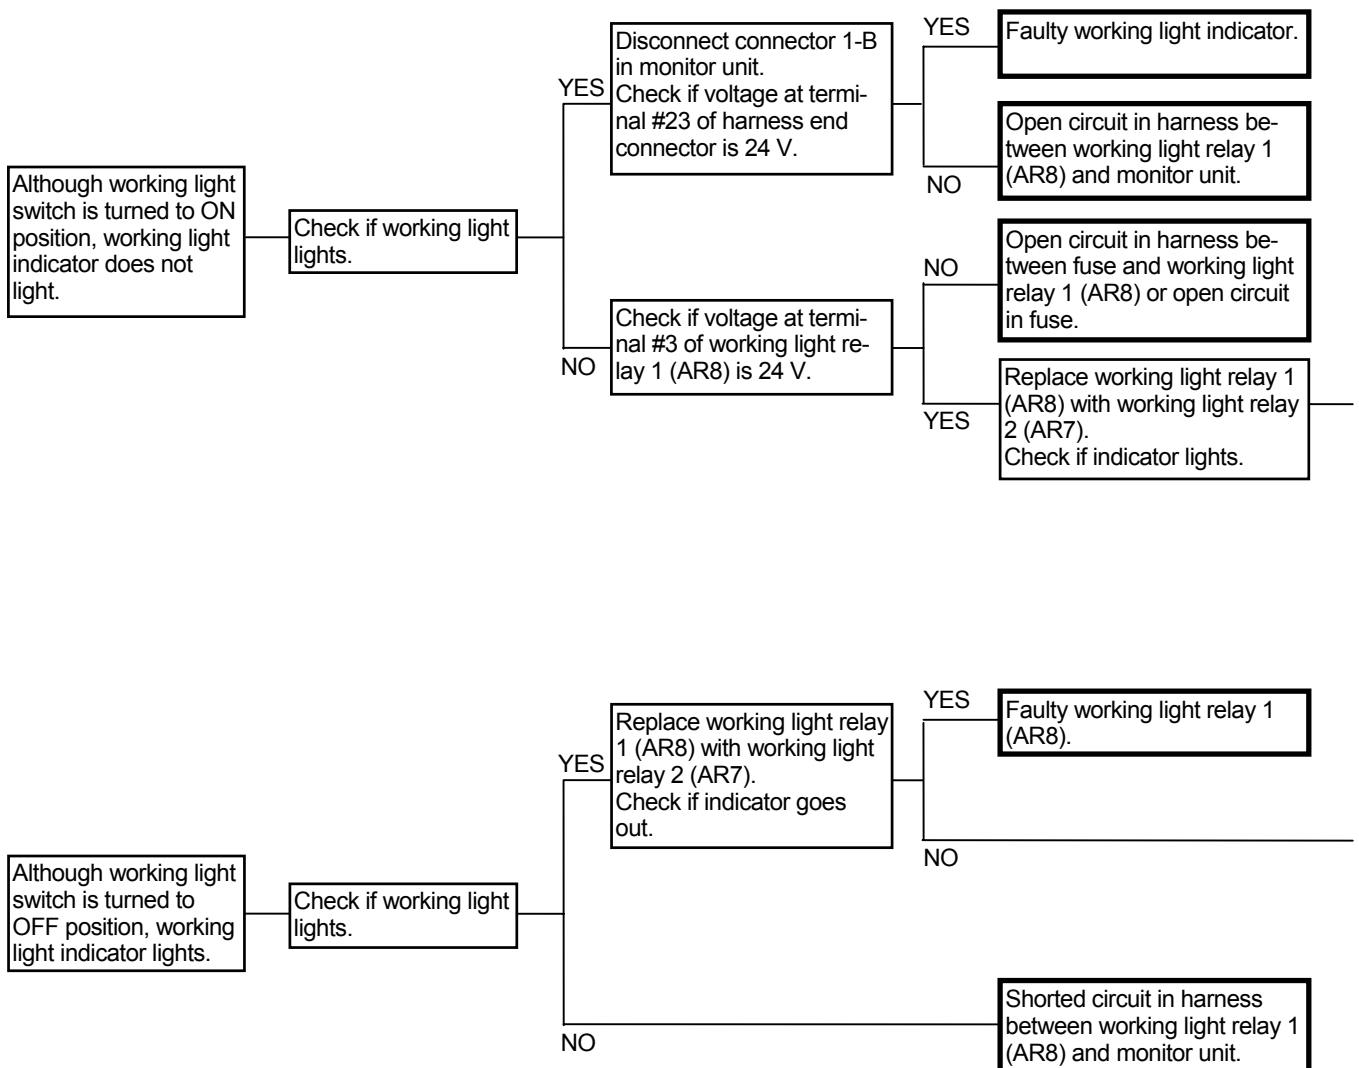 Although working light
switch is turned to ON
position, working light
indicator does not
light.
Check if working light
lights.
YES
Disconnect connector 1-B
in monitor unit.
Check if voltage at termi-
nal #23 of harness end
connector is 24 V.
YES
Faulty working light indicator.
NO
Open circuit in harness be-
tween working light relay 1
(AR8) and monitor unit.
NO
Check if voltage at termi-
nal #3 of working light re-
lay 1 (AR8) is 24 V.
NO
Open circuit in harness be-
tween fuse and working light
relay 1 (AR8) or open circuit
in fuse.
YES
Replace working light relay 1
(AR8) with working light relay
2 (AR7).
Check if indicator lights.
Although working light
switch is turned to
OFF position, working
light indicator lights.
Check if working light
lights.
YES
Replace working light relay
1 (AR8) with working light
relay 2 (AR7).
Check if indicator goes
out.
YES
Faulty working light relay 1
(AR8).
NO
NO
Shorted circuit in harness
between working light relay 1
(AR8) and monitor unit.